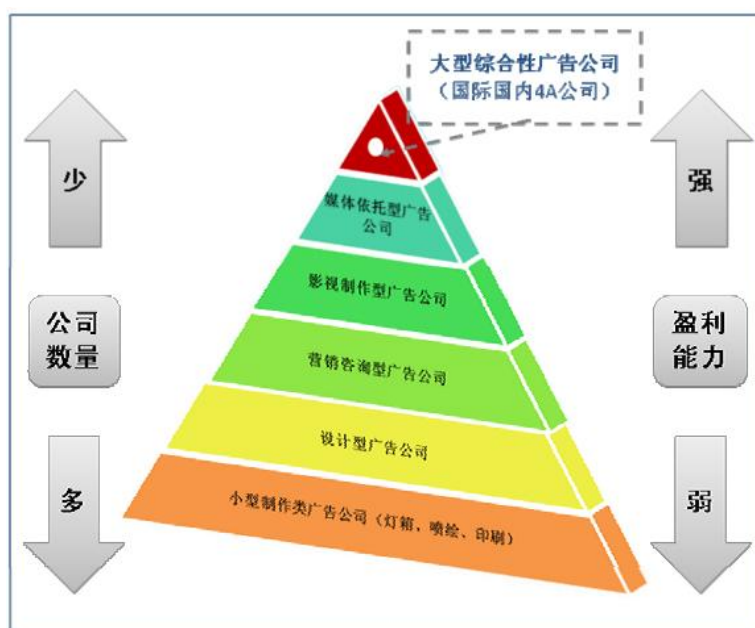 大型综合性广告公司
（国际国内4A公司）
少
强
媒体依托型广告
公司
影视制作型广告公司
公司
数量
盈利
能力
营销咨询型广告公司
设计型广告公司
多
弱
小型制作类广告公司（灯箱、喷绘、印刷）